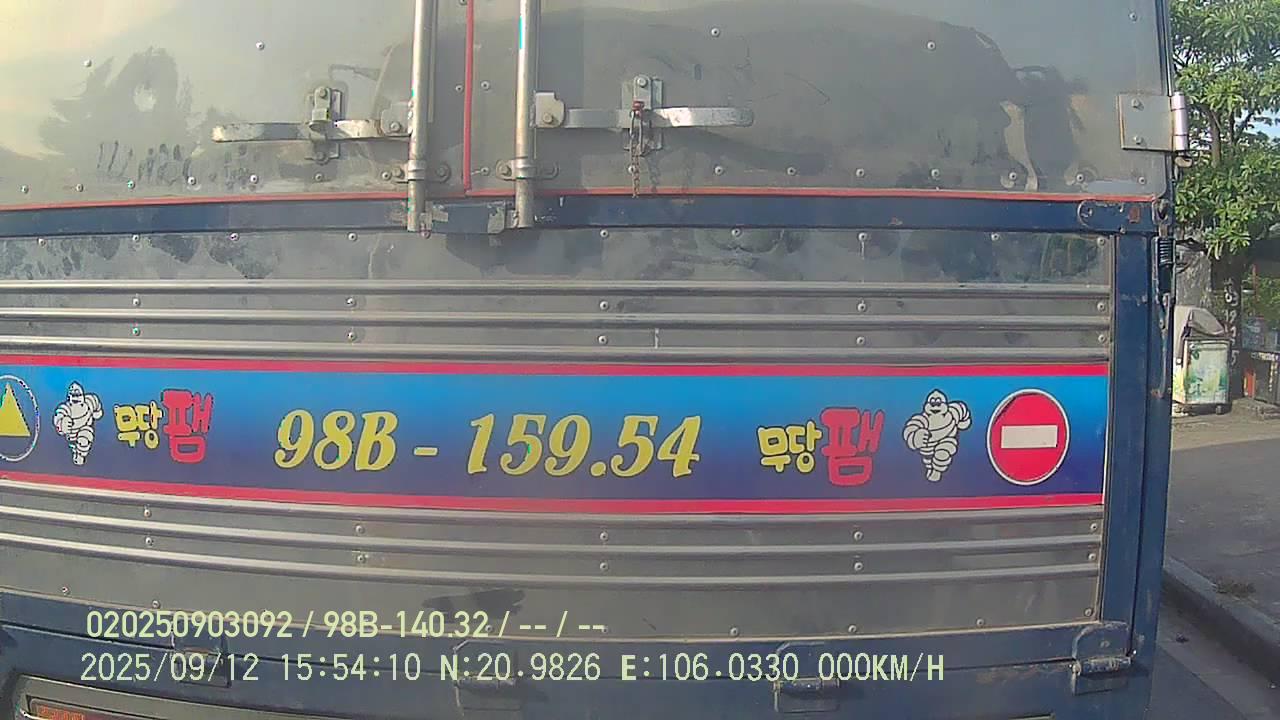 무당팸 98B - 159.54 무당팸
020250903092 / 98B-140.32 / -- / --
2025/09/12 15:54:10 N:20.9826 E:106.0330 000KM/H